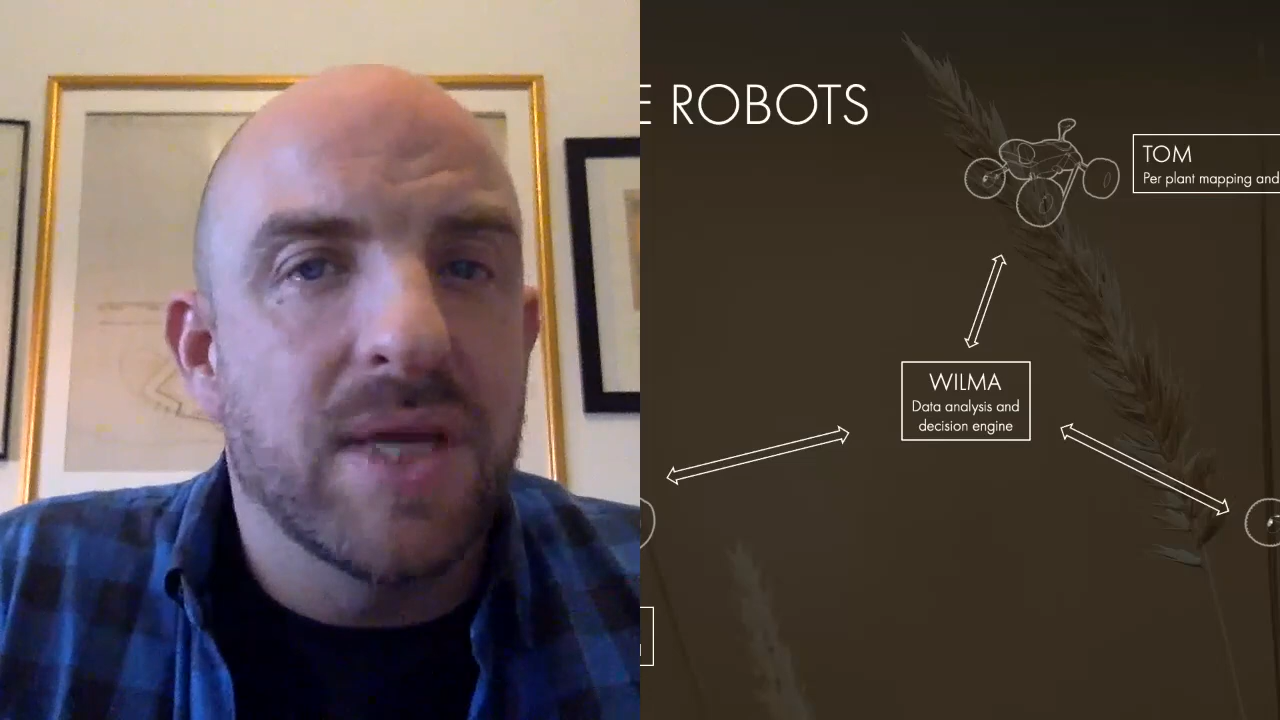 E ROBOTS
TOM
Per plant mapping and
WILMA
Data analysis and
decision engine